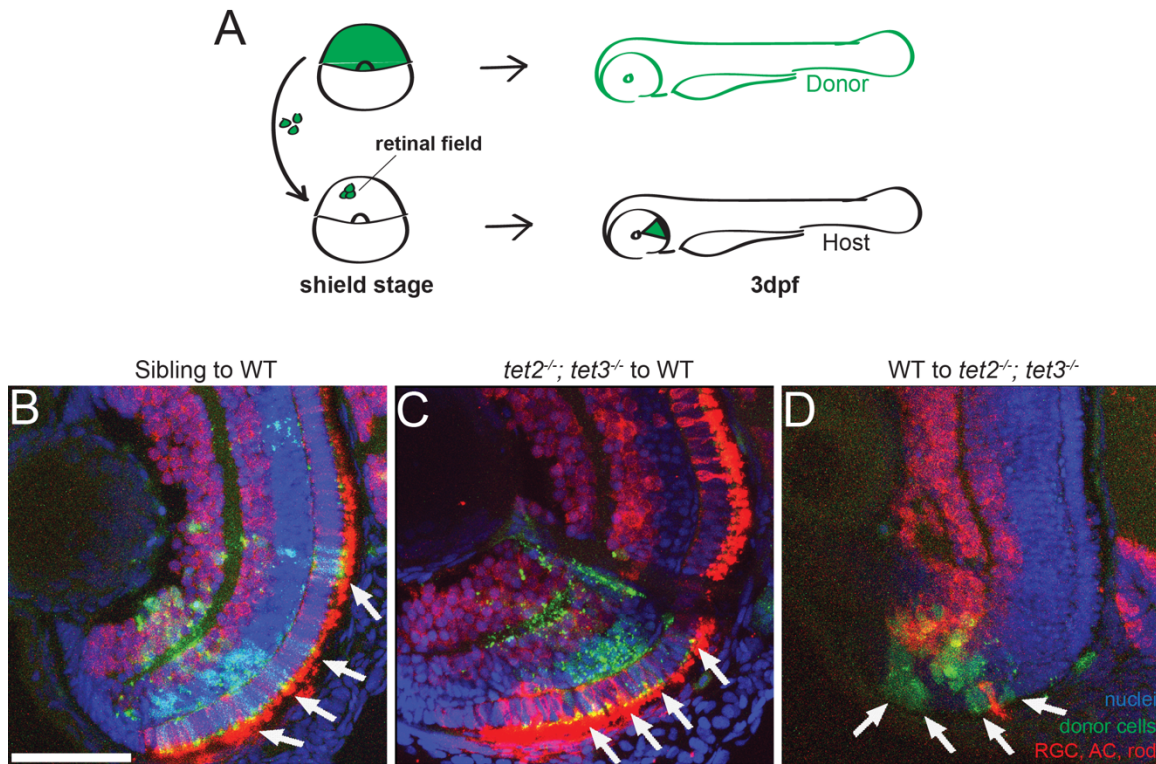 A
Donor
retinal field
Host
shield stage
3dpf
Sibling to WT
tet2-/-; tet3-/- to WT
WT to tet2-/-; tet3-/-
B
C
D
nuclei
donor cells
RGC, AC, rod